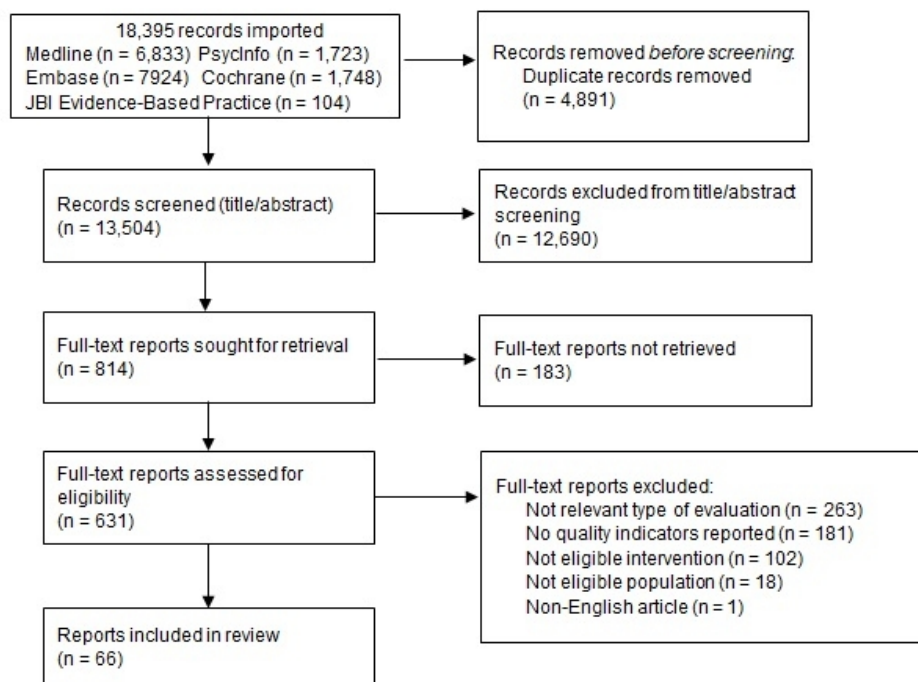 18,395 records imported
Medline (n = 6,833) PsycInfo (n = 1,723)
Embase (n = 7924) Cochrane (n = 1,748)
JBI Evidence-Based Practice (n = 104)
Records removed before screening:
Duplicate records removed
(n = 4,891)
Records screened (title/abstract)
(n = 13,504)
Records excluded from title/abstract
screening
(n = 12,690)
Full-text reports sought for retrieval
(n = 814)
Full-text reports not retrieved
(n = 183)
Full-text reports assessed for
eligibility
(n = 631)
Full-text reports excluded:
Not relevant type of evaluation (n = 263)
No quality indicators reported (n = 181)
Not eligible intervention (n = 102)
Not eligible population (n = 18)
Non-English article (n = 1)
Reports included in review
(n = 66)